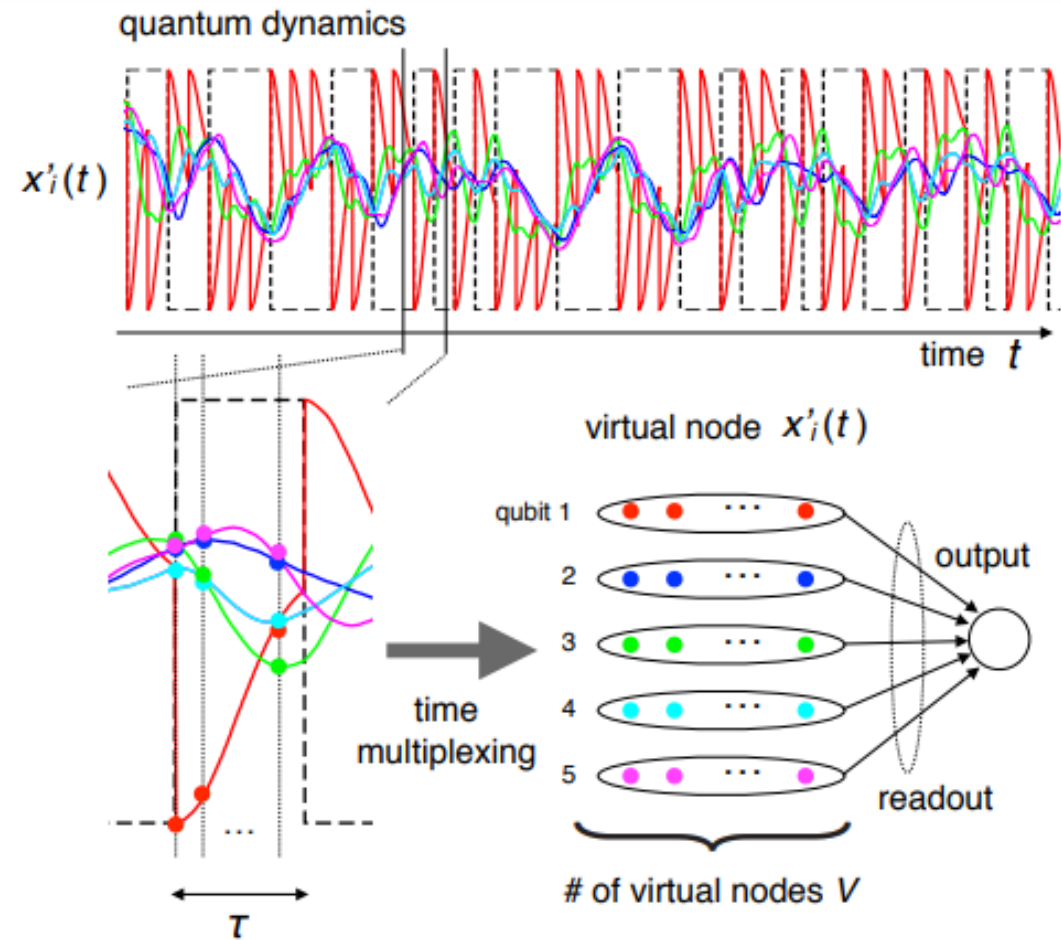 quantum dynamics
x'ᵢ(t)
time t
virtual node x'ᵢ(t)
qubit 1
2
3
4
5
...
...
...
...
...
output
readout
time
multiplexing
...
τ
# of virtual nodes V